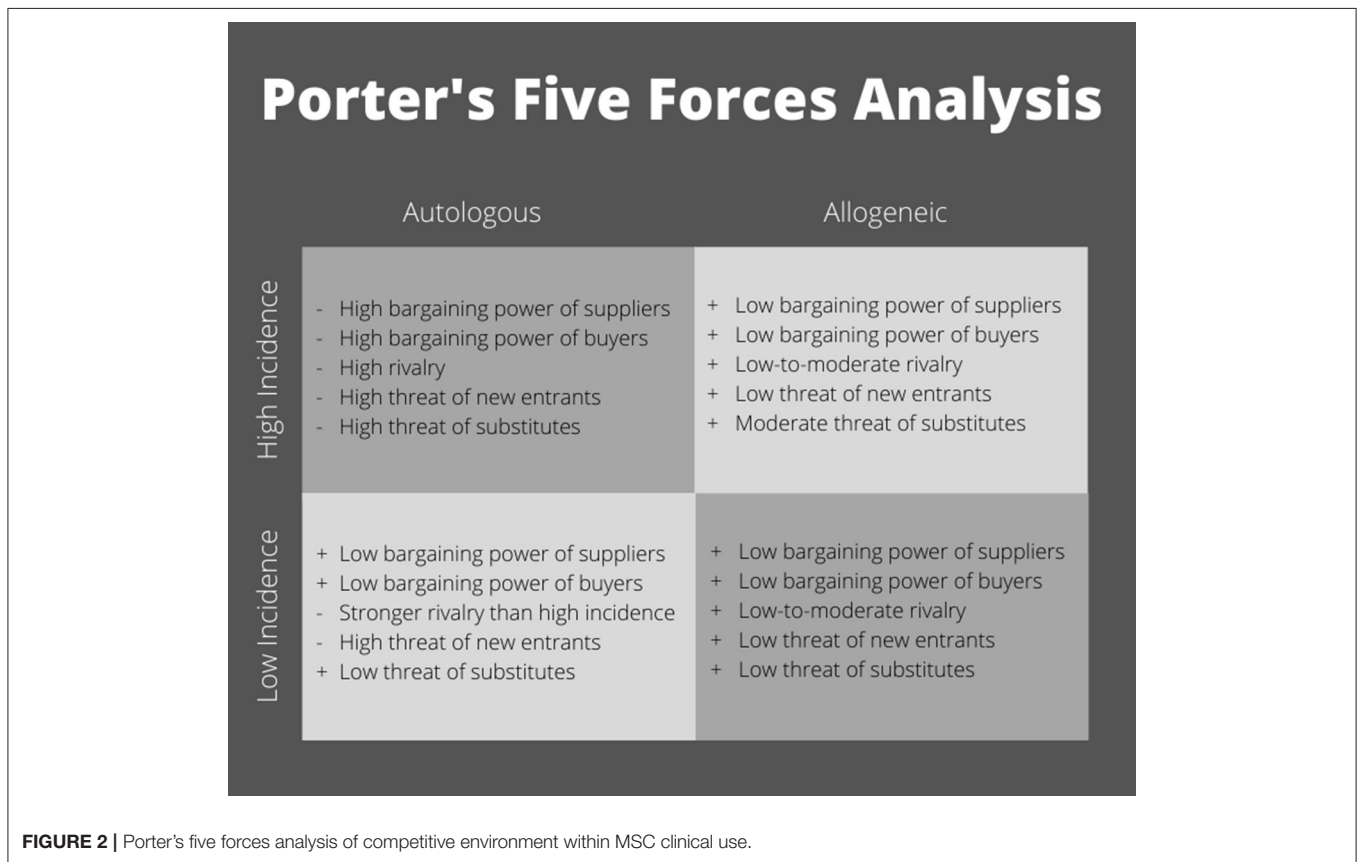 Porter's Five Forces Analysis
Autologous
Allogeneic
High Incidence
- High bargaining power of suppliers
- High bargaining power of buyers
- High rivalry
- High threat of new entrants
- High threat of substitutes
+ Low bargaining power of suppliers
+ Low bargaining power of buyers
+ Low-to-moderate rivalry
+ Low threat of new entrants
+ Moderate threat of substitutes
Low Incidence
+ Low bargaining power of suppliers
+ Low bargaining power of buyers
- Stronger rivalry than high incidence
- High threat of new entrants
+ Low threat of substitutes
+ Low bargaining power of suppliers
+ Low bargaining power of buyers
+ Low-to-moderate rivalry
+ Low threat of new entrants
+ Low threat of substitutes
FIGURE 2 | Porter's five forces analysis of competitive environment within MSC clinical use.